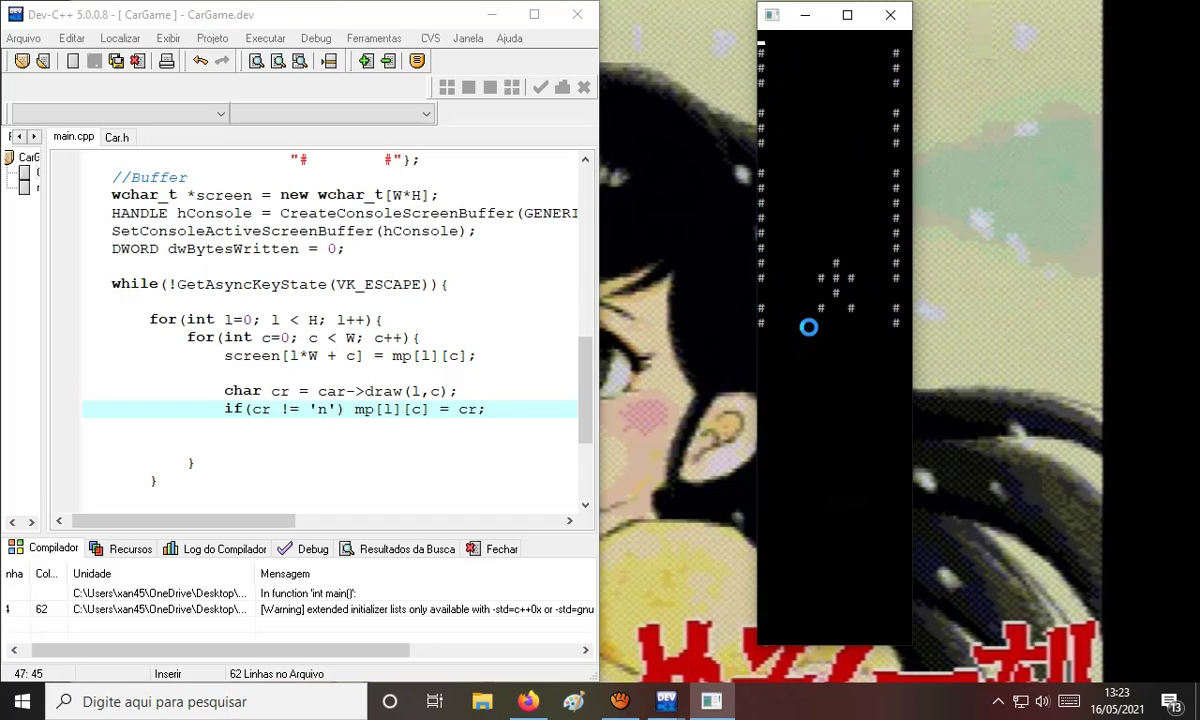 Dev-C++ 5.0.0.8 - [ CarGame ] - CarGame.dev
Arquivo Editar Localizar Exibir Projeto Executar Debug Ferramentas CVS Janela Ajuda
main.cpp Car.h
CarG
"# #"};
//Buffer
wchar_t *screen = new wchar_t[W*H];
HANDLE hConsole = CreateConsoleScreenBuffer(GENERI
SetConsoleActiveScreenBuffer(hConsole);
DWORD dwBytesWritten = 0;
while(!GetAsyncKeyState(VK_ESCAPE)){
for(int l=0; l < H; l++){
for(int c=0; c < W; c++){
screen[l*W + c] = mp[l][c];
char cr = car->draw(l,c);
if(cr != 'n') mp[l][c] = cr;
}
}
# #
# #
# #
# #
# #
# #
# #
# #
# #
# #
# #
# #
# # #
# # # # #
#
# # # #
# #
Compilador Recursos Log do Compilador Debug Resultados da Busca Fechar
nha Col... Unidade Mensagem
C:\Users\xan45\OneDrive\Desktop/... In function 'int main()':
62 C:\Users\xan45\OneDrive\Desktop/... [Warning] extended initializer lists only available with -std=c++0x or -std=gnu
47: 45 Inserir 62 Linhas no Arquivo
Digite aqui para pesquisar
DEV
13:23
16/05/2021
13